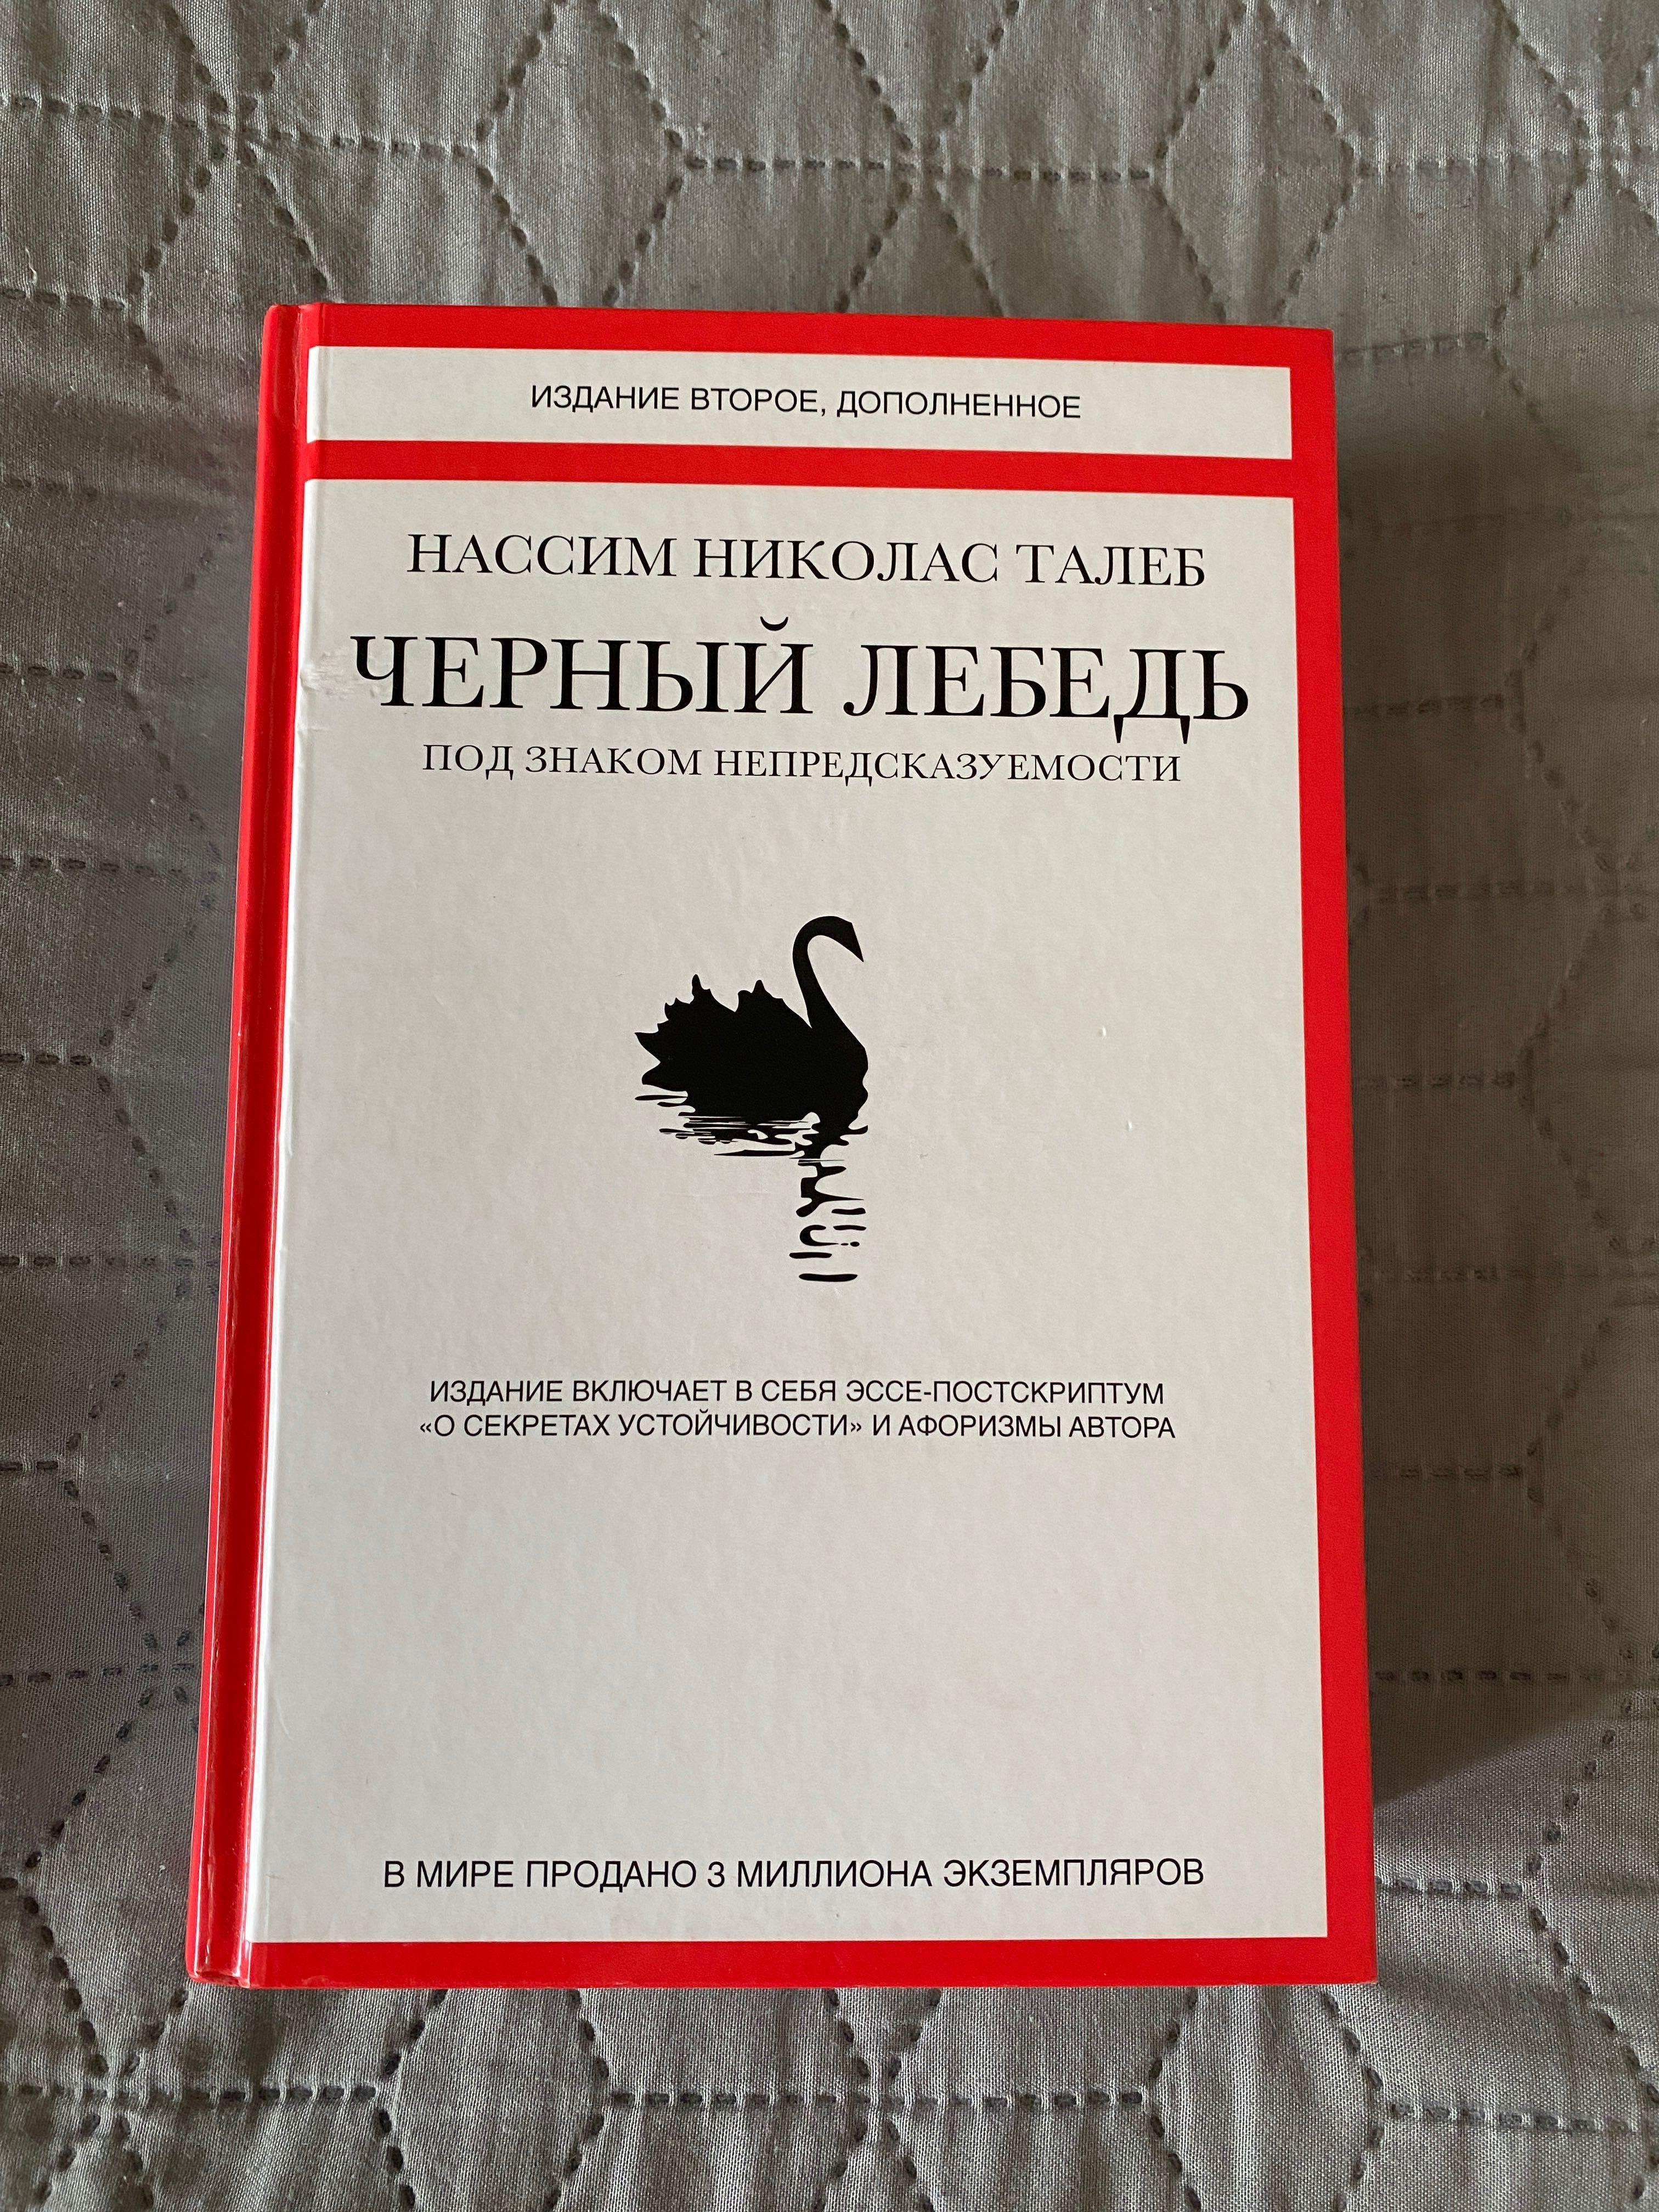 ИЗДАНИЕ ВТОРОЕ, ДОПОЛНЕННОЕ
НАССИМ НИКОЛАС ТАЛЕБ
ЧЕРНЫЙ ЛЕБЕДЬ
ПОД ЗНАКОМ НЕПРЕДСКАЗУЕМОСТИ
ИЗДАНИЕ ВКЛЮЧАЕТ В СЕБЯ ЭССЕ-ПОСТСКРИПТУМ
«О СЕКРЕТАХ УСТОЙЧИВОСТИ» И АФОРИЗМЫ АВТОРА
В МИРЕ ПРОДАНО 3 МИЛЛИОНА ЭКЗЕМПЛЯРОВ